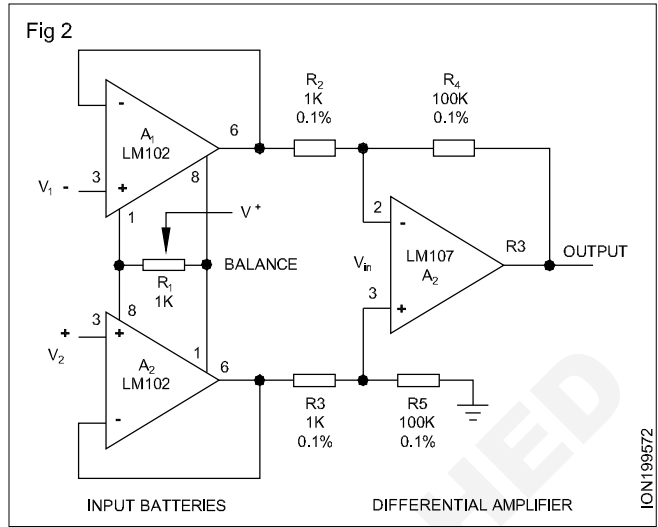 Fig 2
R2
1K
0.1%
R4
100K
0.1%
-
A1
LM102
6
8
V1 -
3
+
1
V+
R1
1K
BALANCE
2
-
Vin
LM107
A2
3
+
R3
OUTPUT
+
V2
3
+
8
A2
LM102
1
6
-
R3
1K
0.1%
R5
100K
0.1%
INPUT BATTERIES
DIFFERENTIAL AMPLIFIER
ION199572
HED